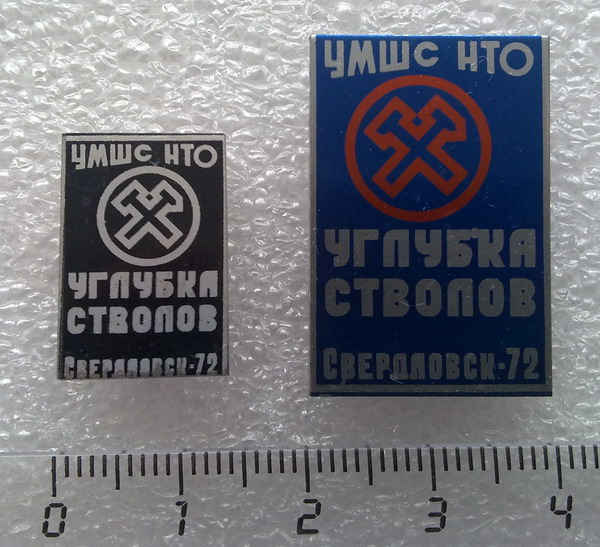 УМШС НТО
УГЛУБКА
СТВОЛОВ
СВЕРДЛОВСК-72
УМШС НТО
УГЛУБКА
СТВОЛОВ
СВЕРДЛОВСК-72
0 1 2 3 4